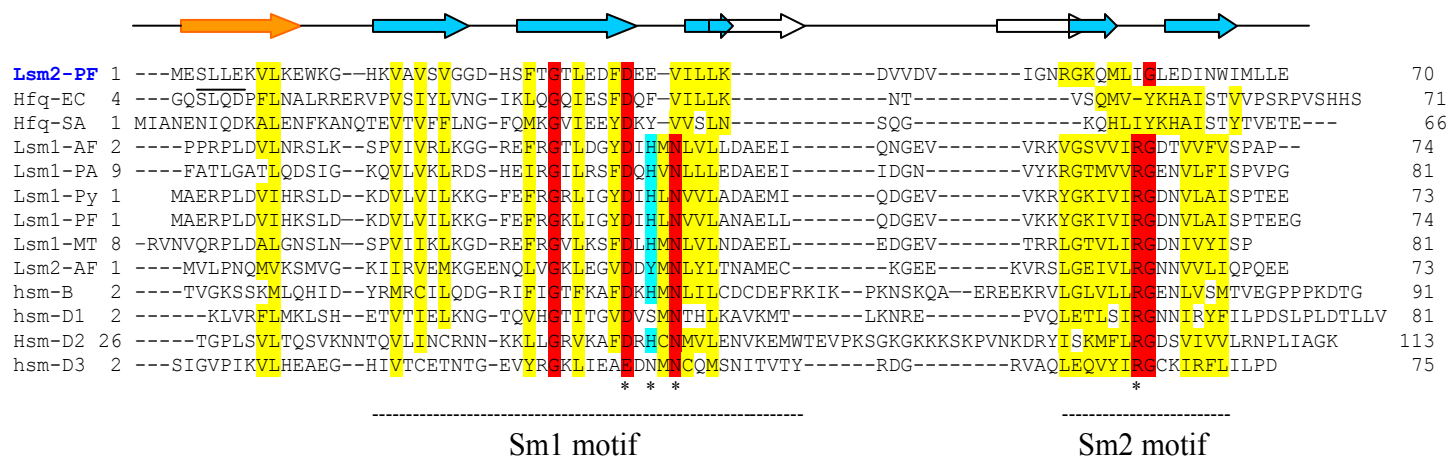 Lsm2-PF 1 ---MESLLEKVLKEWKG--HKVAVSVGGD-HSFTGTLEDFDEE-VILLK------------DVVDV------IGNRGKQMLIGLEDINWIMLLE 70
Hfq-EC 4 ---GQSLQDPFLNALRRERVPVSIYLVNG-IKLQGQIESFDQF-VILLK-------------NT---------VSQMV-YKHAISTVVPSRPVSHHS 71
Hfq-SA 1 MIANENIQDKALENFKANQTEVTVFFLNG-FQMKGVIEEYDKY-VVSLN-------------SQG--------KQHLIYKHAISTYTVETE--- 66
Lsm1-AF 2 ----PPRPLDVLNRSLK--SPVIVRLKGG-REFRGTLDGYDIHMNLVLLDAEEI-------QNGEV------VRKVGSVVIRGDTVVFVSPAP-- 74
Lsm1-PA 9 ----FATLGATLQDSIG--KQVLVKLRDS-HEIRGILRSFDQHVNLLLEDAEEI-------IDGN-------VYKRGTMVVRGENVLFISPVPG 81
Lsm1-Py 1 ----MAERPLDVIHRSLD--KDVLVILKKG-FEFRGRLIGYDIHLNVVLADAEMI-------QDGEV------VKRYGKIVIRGDNVLAISPTEE 73
Lsm1-PF 1 ----MAERPLDVIHKSLD--KDVLVILKKG-FEFRGKLIGYDIHLNVVLANAELL-------QDGEV------VKKYGKIVIRGDNVLAISPTEEG 74
Lsm1-MT 8 -RVNVQRPLDALGNSLN--SPVIIKLKGD-REFRGVLKSFDLHMNLVLNDAEEL-------EDGEV------TRRLGTVLIRGDNIVYISP 81
Lsm2-AF 1 ----MVLPNQMVKSMVG--KIIRVEMKGEENQLVGKLEGVDDYMNLYLTNAMEC-------KGEE-------KVRSLGEIVLRGNNVVLIQPQEE 73
hsm-B 2 -----TVGKSSKMLQHID--YRMRCILQDG-RIFIGTFKAFDKHMNLILCDCDEFRKIK--PKNSKQA--EREEKRVLGLVLLRGENLVSMTVEGPPPKDTG 91
hsm-D1 2 -----KLVRFLMKLSH--ETVTIELKNG-TQVHGTITGVDVSMNTHLKAVKMT-------LKNRE-------PVQLETLSIRGNNIRYFILPDSLPLDTLLV 81
Hsm-D2 26 -----TGPLSVLTQSVKNNTQVLINCRNN-KKLLGRVKAFDRHCNMVLENVKEMWTEVPKSGKGKKKSKPVNKDRYISKMFLRGDSVIVVLRNPLIAGK 113
hsm-D3 2 ----SIGVPIKVLHEAEG--HIVTCETNTG-EVYRGKLIEAEDNMNCQMSNITVTY------RDG--------RVAQLEQVYIRGCKIRFLILPD 75
* * * *
Sm1 motif Sm2 motif